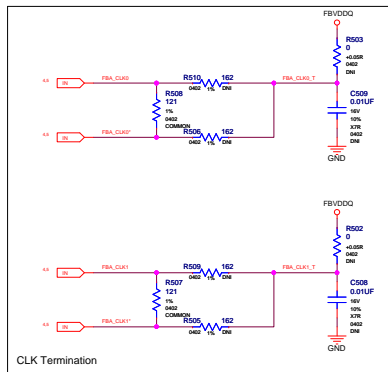 FBVDDQ
R503
0
+0.05R
0402
DNI
4,5 IN FBA_CLK0 R510 162 FBA_CLK0_T
0402 1% DNI
R508
121
1%
0402
COMMON
C509
0.01UF
16V
10%
X7R
0402
DNI
4,5 IN FBA_CLK0* R506 162
0402 1% DNI
GND
FBVDDQ
R502
0
+0.05R
0402
DNI
4,5 IN FBA_CLK1 R509 162 FBA_CLK1_T
0402 1% DNI
R507
121
1%
0402
COMMON
C508
0.01UF
16V
10%
X7R
0402
DNI
4,5 IN FBA_CLK1* R505 162
0402 1% DNI
GND
CLK Termination